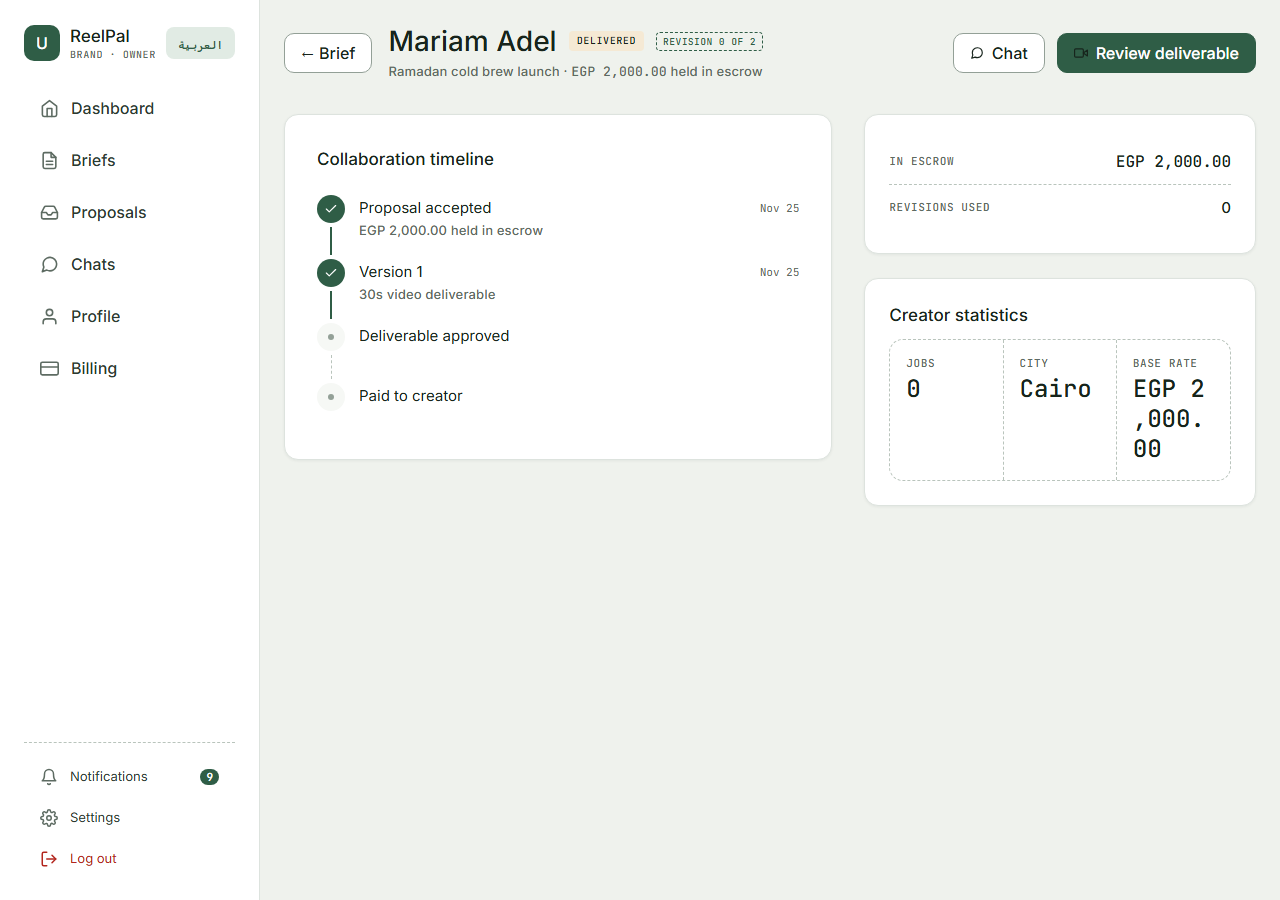 U
ReelPal
BRAND · OWNER
العربية
Dashboard
Briefs
Proposals
Chats
Profile
Billing
Notifications
9
Settings
Log out
← Brief
Mariam Adel
DELIVERED
REVISION 0 OF 2
Ramadan cold brew launch · EGP 2,000.00 held in escrow
Chat
Review deliverable
Collaboration timeline
Proposal accepted
Nov 25
EGP 2,000.00 held in escrow
Version 1
Nov 25
30s video deliverable
Deliverable approved
Paid to creator
IN ESCROW
EGP 2,000.00
REVISIONS USED
0
Creator statistics
JOBS
0
CITY
Cairo
BASE RATE
EGP 2
,000.
00